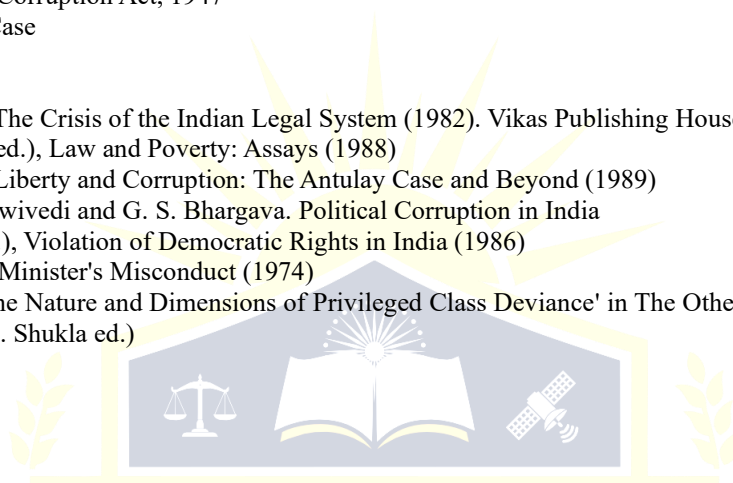 Corruption Act, 1947
Case
The Crisis of the Indian Legal System (1982). Vikas Publishing House
ed.), Law and Poverty: Assays (1988)
Liberty and Corruption: The Antulay Case and Beyond (1989)
wivedi and G. S. Bhargava. Political Corruption in India
), Violation of Democratic Rights in India (1986)
Minister's Misconduct (1974)
he Nature and Dimensions of Privileged Class Deviance' in The Othe
. Shukla ed.)